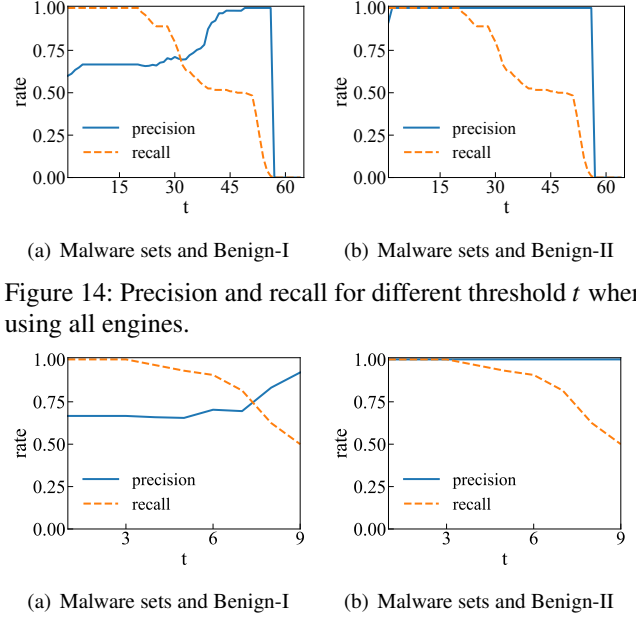 1.00
0.75
0.50
0.25
0.00
rate
precision
recall
15 30 45 60
t
(a) Malware sets and Benign-I
1.00
0.75
0.50
0.25
0.00
rate
precision
recall
15 30 45 60
t
(b) Malware sets and Benign-II
Figure 14: Precision and recall for different threshold t when
using all engines.
1.00
0.75
0.50
0.25
0.00
rate
precision
recall
3 6 9
t
(a) Malware sets and Benign-I
1.00
0.75
0.50
0.25
0.00
rate
precision
recall
3 6 9
t
(b) Malware sets and Benign-II